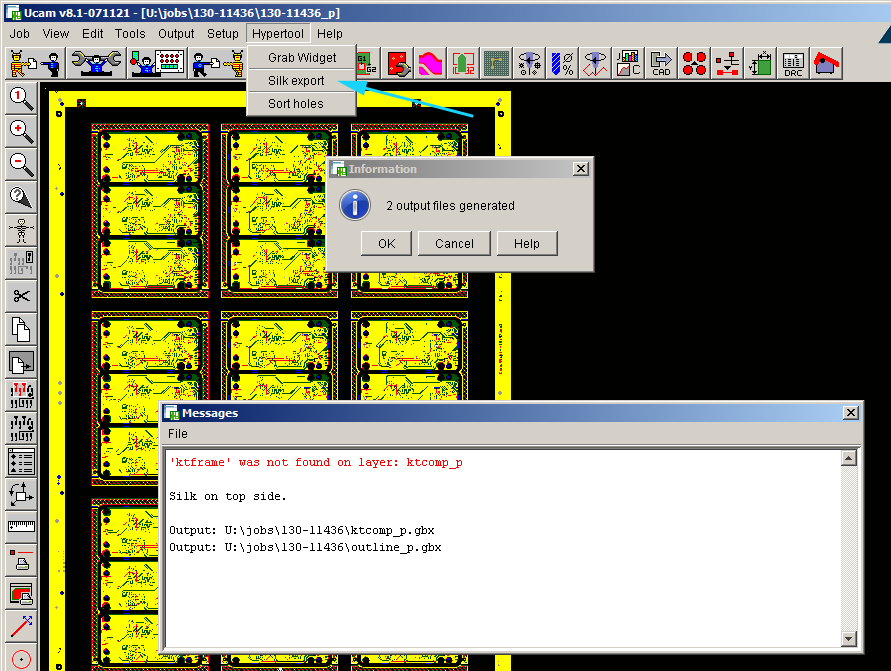 Ucam v8.1-071121 - [U:\jobs\130-11436\130-11436_p]
Job View Edit Tools Output Setup Hypertool Help
Grab Widget
Silk export
Sort holes
CAD
DRC
Information
2 output files generated
OK Cancel Help
Messages
File
'ktframe' was not found on layer: ktcomp_p
Silk on top side.
Output: U:\jobs\130-11436\ktcomp_p.gbx
Output: U:\jobs\130-11436\outline_p.gbx